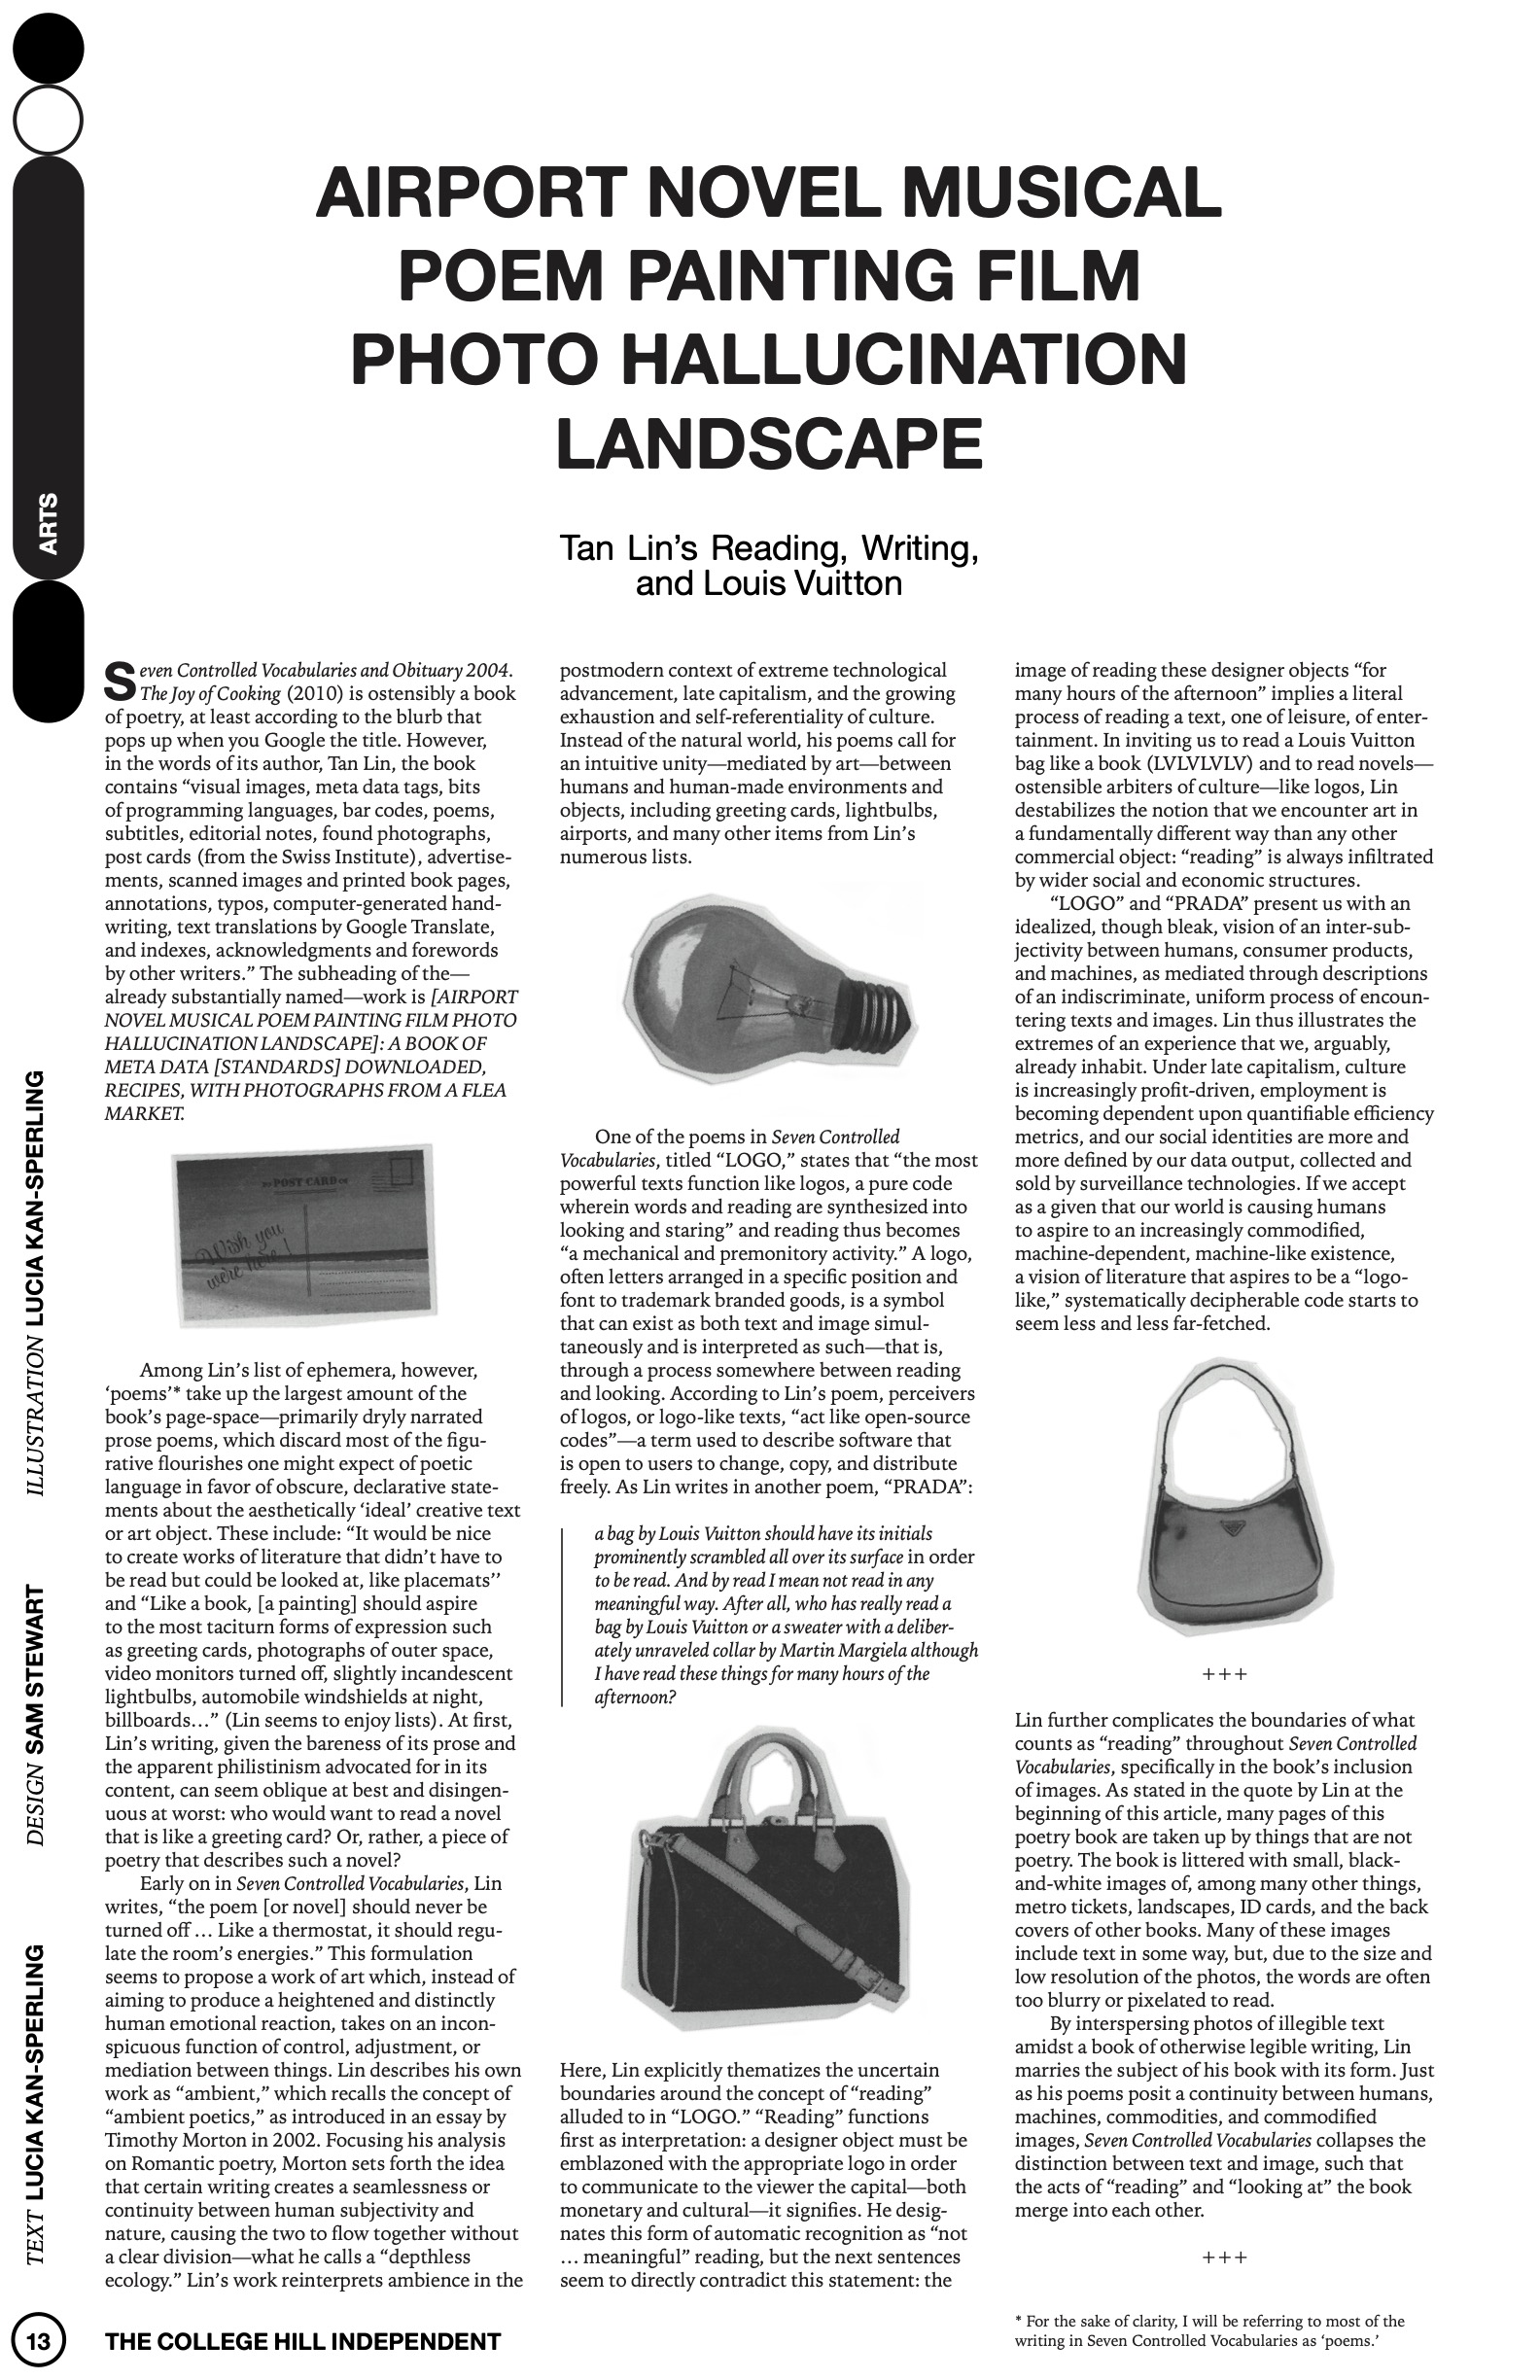 AIRPORT NOVEL MUSICAL
POEM PAINTING FILM
PHOTO HALLUCINATION
LANDSCAPE
Tan Lin’s Reading, Writing,
and Louis Vuitton
Seven Controlled Vocabularies and Obituary 2004.
The Joy of Cooking (2010) is ostensibly a book
of poetry, at least according to the blurb that
pops up when you Google the title. However,
in the words of its author, Tan Lin, the book
contains “visual images, meta data tags, bits
of programming languages, bar codes, poems,
subtitles, editorial notes, found photographs,
post cards (from the Swiss Institute), advertise-
ments, scanned images and printed book pages,
annotations, typos, computer-generated hand-
writing, text translations by Google Translate,
and indexes, acknowledgments and forewords
by other writers.” The subheading of the—
already substantially named—work is [AIRPORT
NOVEL MUSICAL POEM PAINTING FILM PHOTO
HALLUCINATION LANDSCAPE]: A BOOK OF
META DATA [STANDARDS] DOWNLOADED,
RECIPES, WITH PHOTOGRAPHS FROM A FLEA
MARKET.
POST CARD
Wish you
were here!
Among Lin’s list of ephemera, however,
‘poems’* take up the largest amount of the
book’s page-space—primarily dryly narrated
prose poems, which discard most of the figu-
rative flourishes one might expect of poetic
language in favor of obscure, declarative state-
ments about the aesthetically ‘ideal’ creative text
or art object. These include: “It would be nice
to create works of literature that didn’t have to
be read but could be looked at, like placemats’’
and “Like a book, [a painting] should aspire
to the most taciturn forms of expression such
as greeting cards, photographs of outer space,
video monitors turned off, slightly incandescent
lightbulbs, automobile windshields at night,
billboards…” (Lin seems to enjoy lists). At first,
Lin’s writing, given the bareness of its prose and
the apparent philistinism advocated for in its
content, can seem oblique at best and disingen-
uous at worst: who would want to read a novel
that is like a greeting card? Or, rather, a piece of
poetry that describes such a novel?
Early on in Seven Controlled Vocabularies, Lin
writes, “the poem [or novel] should never be
turned off … Like a thermostat, it should regu-
late the room’s energies.” This formulation
seems to propose a work of art which, instead of
aiming to produce a heightened and distinctly
human emotional reaction, takes on an incon-
spicuous function of control, adjustment, or
mediation between things. Lin describes his own
work as “ambient,” which recalls the concept of
“ambient poetics,” as introduced in an essay by
Timothy Morton in 2002. Focusing his analysis
on Romantic poetry, Morton sets forth the idea
that certain writing creates a seamlessness or
continuity between human subjectivity and
nature, causing the two to flow together without
a clear division—what he calls a “depthless
ecology.” Lin’s work reinterprets ambience in the
postmodern context of extreme technological
advancement, late capitalism, and the growing
exhaustion and self-referentiality of culture.
Instead of the natural world, his poems call for
an intuitive unity—mediated by art—between
humans and human-made environments and
objects, including greeting cards, lightbulbs,
airports, and many other items from Lin’s
numerous lists.
One of the poems in Seven Controlled
Vocabularies, titled “LOGO,” states that “the most
powerful texts function like logos, a pure code
wherein words and reading are synthesized into
looking and staring” and reading thus becomes
“a mechanical and premonitory activity.” A logo,
often letters arranged in a specific position and
font to trademark branded goods, is a symbol
that can exist as both text and image simul-
taneously and is interpreted as such—that is,
through a process somewhere between reading
and looking. According to Lin’s poem, perceivers
of logos, or logo-like texts, “act like open-source
codes”—a term used to describe software that
is open to users to change, copy, and distribute
freely. As Lin writes in another poem, “PRADA”:
a bag by Louis Vuitton should have its initials
prominently scrambled all over its surface in order
to be read. And by read I mean not read in any
meaningful way. After all, who has really read a
bag by Louis Vuitton or a sweater with a deliber-
ately unraveled collar by Martin Margiela although
I have read these things for many hours of the
afternoon?
Here, Lin explicitly thematizes the uncertain
boundaries around the concept of “reading”
alluded to in “LOGO.” “Reading” functions
first as interpretation: a designer object must be
emblazoned with the appropriate logo in order
to communicate to the viewer the capital—both
monetary and cultural—it signifies. He desig-
nates this form of automatic recognition as “not
… meaningful” reading, but the next sentences
seem to directly contradict this statement: the
image of reading these designer objects “for
many hours of the afternoon” implies a literal
process of reading a text, one of leisure, of enter-
tainment. In inviting us to read a Louis Vuitton
bag like a book (LVLVLVLV) and to read novels—
ostensible arbiters of culture—like logos, Lin
destabilizes the notion that we encounter art in
a fundamentally different way than any other
commercial object: “reading” is always infiltrated
by wider social and economic structures.
“LOGO” and “PRADA” present us with an
idealized, though bleak, vision of an inter-sub-
jectivity between humans, consumer products,
and machines, as mediated through descriptions
of an indiscriminate, uniform process of encoun-
tering texts and images. Lin thus illustrates the
extremes of an experience that we, arguably,
already inhabit. Under late capitalism, culture
is increasingly profit-driven, employment is
becoming dependent upon quantifiable efficiency
metrics, and our social identities are more and
more defined by our data output, collected and
sold by surveillance technologies. If we accept
as a given that our world is causing humans
to aspire to an increasingly commodified,
machine-dependent, machine-like existence,
a vision of literature that aspires to be a “logo-
like,” systematically decipherable code starts to
seem less and less far-fetched.
+++
Lin further complicates the boundaries of what
counts as “reading” throughout Seven Controlled
Vocabularies, specifically in the book’s inclusion
of images. As stated in the quote by Lin at the
beginning of this article, many pages of this
poetry book are taken up by things that are not
poetry. The book is littered with small, black-
and-white images of, among many other things,
metro tickets, landscapes, ID cards, and the back
covers of other books. Many of these images
include text in some way, but, due to the size and
low resolution of the photos, the words are often
too blurry or pixelated to read.
By interspersing photos of illegible text
amidst a book of otherwise legible writing, Lin
marries the subject of his book with its form. Just
as his poems posit a continuity between humans,
machines, commodities, and commodified
images, Seven Controlled Vocabularies collapses the
distinction between text and image, such that
the acts of “reading” and “looking at” the book
merge into each other.
+++
* For the sake of clarity, I will be referring to most of the
writing in Seven Controlled Vocabularies as ‘poems.’
ARTS
ILLUSTRATION LUCIA KAN-SPERLING
DESIGN SAM STEWART
TEXT LUCIA KAN-SPERLING
13
THE COLLEGE HILL INDEPENDENT